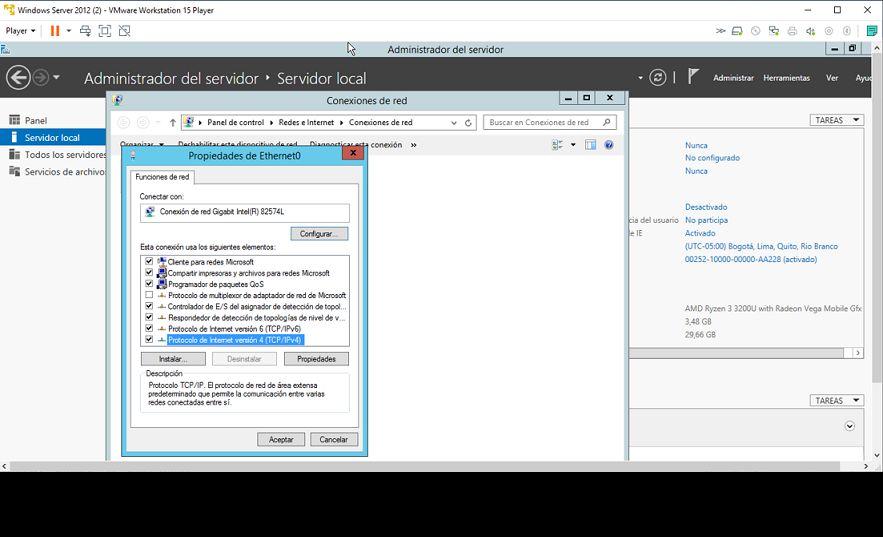 Windows Server 2012 (2) - VMware Workstation 15 Player
Player
Administrador del servidor
Administrador del servidor ‣ Servidor local
Administrar Herramientas Ver Ayu
Panel
Servidor local
Todos los servidores
Servicios de archivo
Conexiones de red
Panel de control ‣ Redes e Internet ‣ Conexiones de red
Buscar en Conexiones de red
Organizar Deshabilitar este dispositivo de red Diagnosticar esta conexión »
Propiedades de Ethernet0
Funciones de red
Conectar con:
Conexión de red Gigabit Intel(R) 82574L
Configurar...
Esta conexión usa los siguientes elementos:
Cliente para redes Microsoft
Compartir impresoras y archivos para redes Microsoft
Programador de paquetes QoS
Protocolo de multiplexor de adaptador de red de Microsoft
Controlador de E/S del asignador de detección de topol...
Respondedor de detección de topologías de nivel de v...
Protocolo de Internet versión 6 (TCP/IPv6)
Protocolo de Internet versión 4 (TCP/IPv4)
Instalar... Desinstalar Propiedades
Descripción
Protocolo TCP/IP. El protocolo de red de área extensa
predeterminado que permite la comunicación entre varias
redes conectadas entre sí.
Aceptar Cancelar
TAREAS
Nunca
No configurado
Nunca
Desactivado
cia del usuario No participa
de IE Activado
(UTC-05:00) Bogotá, Lima, Quito, Rio Branco
00252-10000-00000-AA228 (activado)
AMD Ryzen 3 3200U with Radeon Vega Mobile Gfx
3,48 GB
29,66 GB
TAREAS